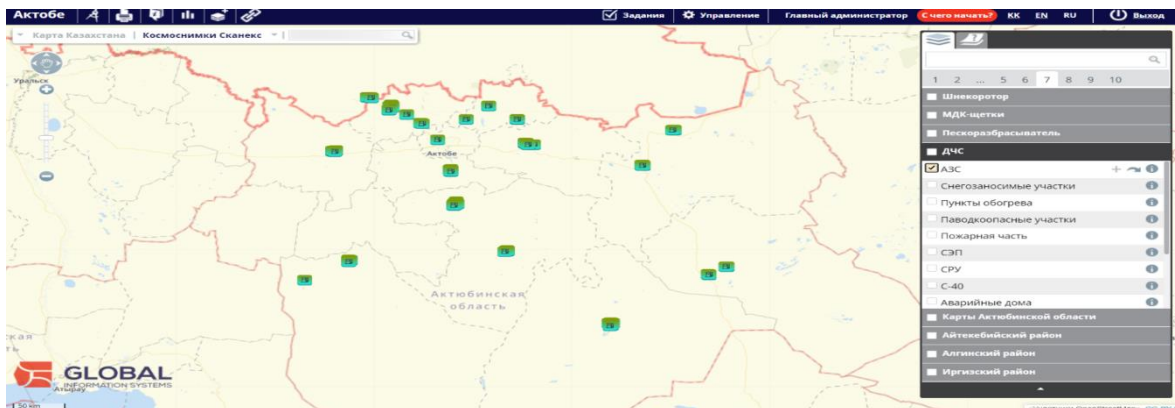 Актобе
Задания
Управление
Главный администратор
С чего начать?
KK EN RU
Выход
Карта Казахстана | Космоснимки Сканекс
Уральск
1 2 ... 5 6 7 8 9 10
Шнекоротор
МДК-щетки
Пескоразбрасыватель
ДЧС
АЗС
Снегозаносимые участки
Пункты обогрева
Паводкоопасные участки
Пожарная часть
СЭП
СРУ
С-40
Аварийные дома
Карты Актюбинской области
Айтекебийский район
Алгинский район
Иргизский район
Актобе
Актюбинская
область
GLOBAL
INFORMATION SYSTEMS
Атырау
50 km